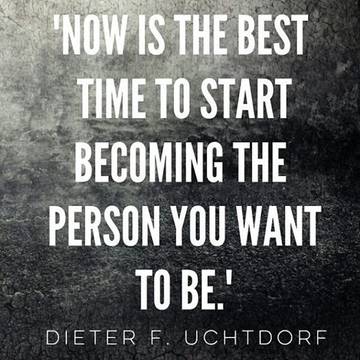 'NOW IS THE BEST
TIME TO START
BECOMING THE
PERSON YOU WANT
TO BE.'
DIETER F. UCHTDORF